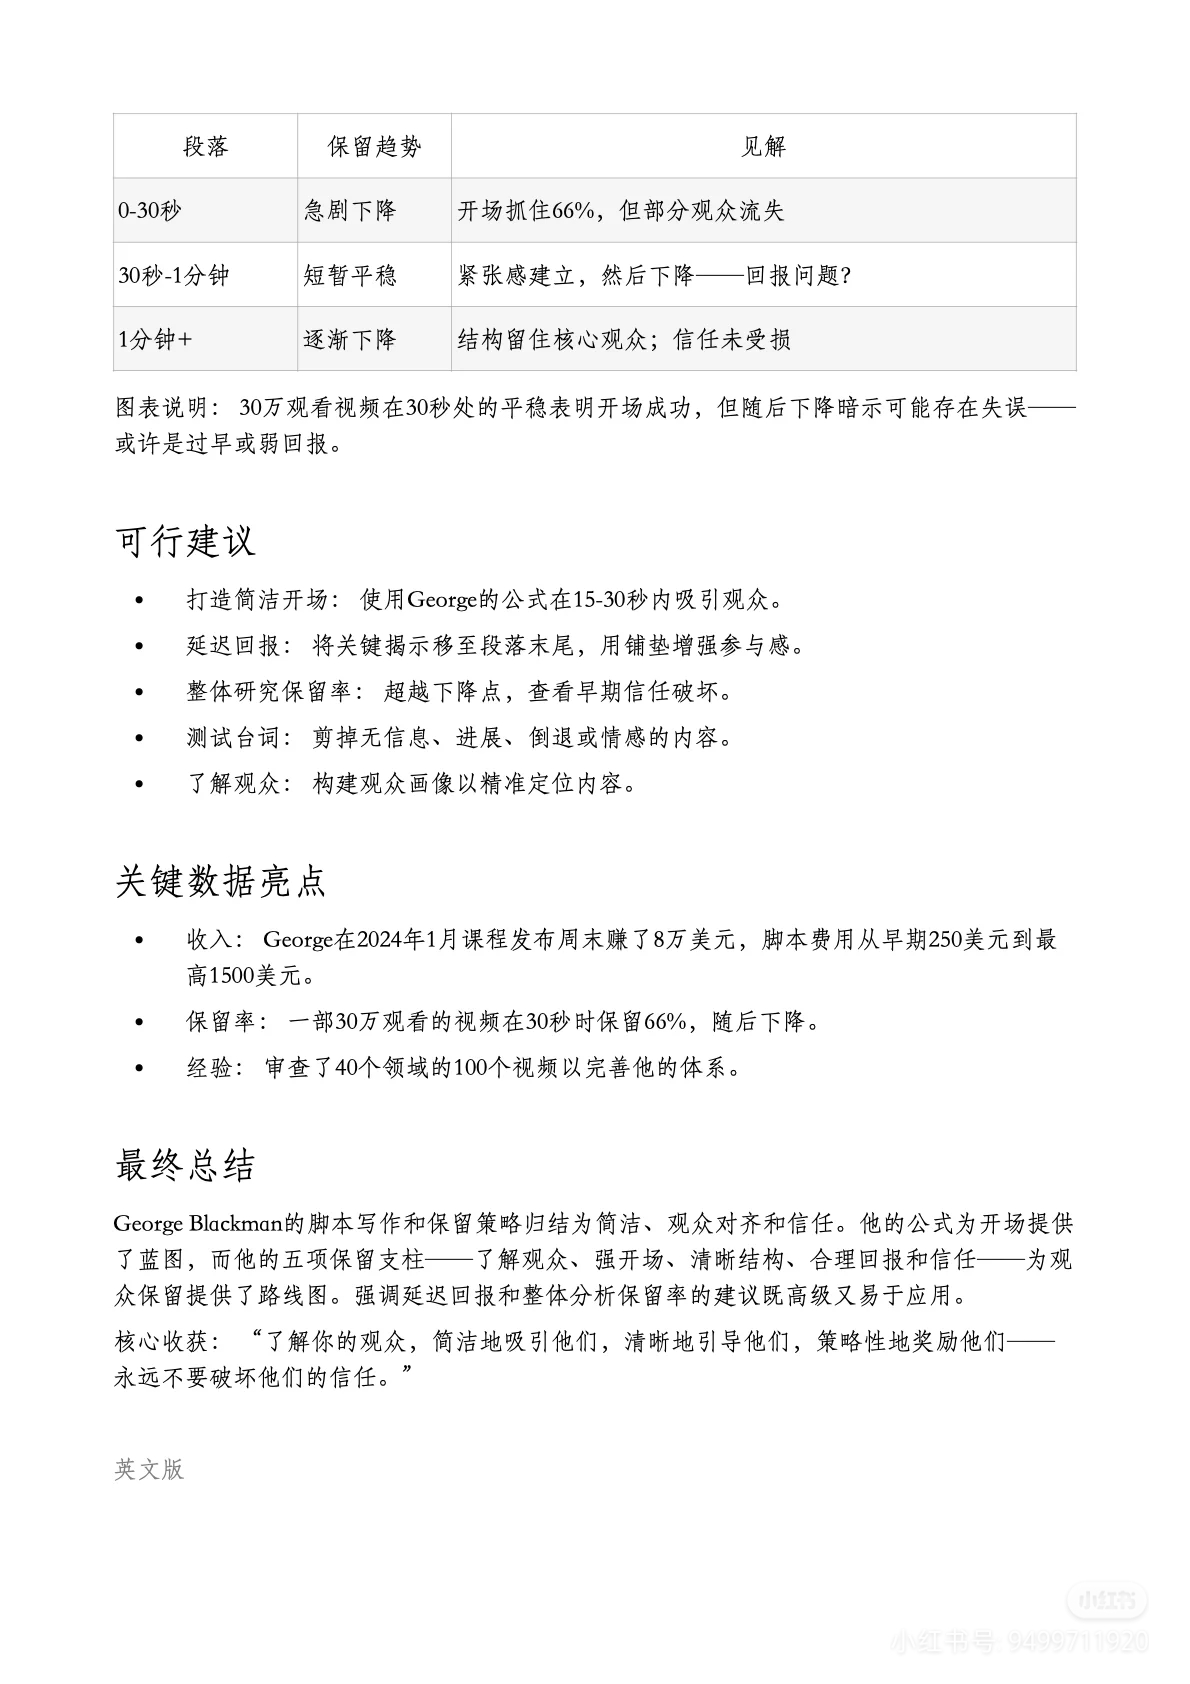 段落 保留趋势 见解
0-30秒 急剧下降 开场抓住66%，但部分观众流失
30秒-1分钟 短暂平稳 紧张感建立，然后下降——回报问题？
1分钟+ 逐渐下降 结构留住核心观众；信任未受损
图表说明： 30万观看视频在30秒处的平稳表明开场成功，但随后下降暗示可能存在失误——
或许是过早或弱回报。
可行建议
• 打造简洁开场： 使用George的公式在15-30秒内吸引观众。
• 延迟回报： 将关键揭示移至段落末尾，用铺垫增强参与感。
• 整体研究保留率： 超越下降点，查看早期信任破坏。
• 测试台词： 剪掉无信息、进展、倒退或情感的内容。
• 了解观众： 构建观众画像以精准定位内容。
关键数据亮点
• 收入： George在2024年1月课程发布周末赚了8万美元，脚本费用从早期250美元到最
高1500美元。
• 保留率： 一部30万观看的视频在30秒时保留66%，随后下降。
• 经验： 审查了40个领域的100个视频以完善他的体系。
最终总结
George Blackman的脚本写作和保留策略归结为简洁、观众对齐和信任。他的公式为开场提供
了蓝图，而他的五项保留支柱——了解观众、强开场、清晰结构、合理回报和信任——为观
众保留提供了路线图。强调延迟回报和整体分析保留率的建议既高级又易于应用。
核心收获： “了解你的观众，简洁地吸引他们，清晰地引导他们，策略性地奖励他们——
永远不要破坏他们的信任。”
英文版
小红书
小红书号: 9499711920